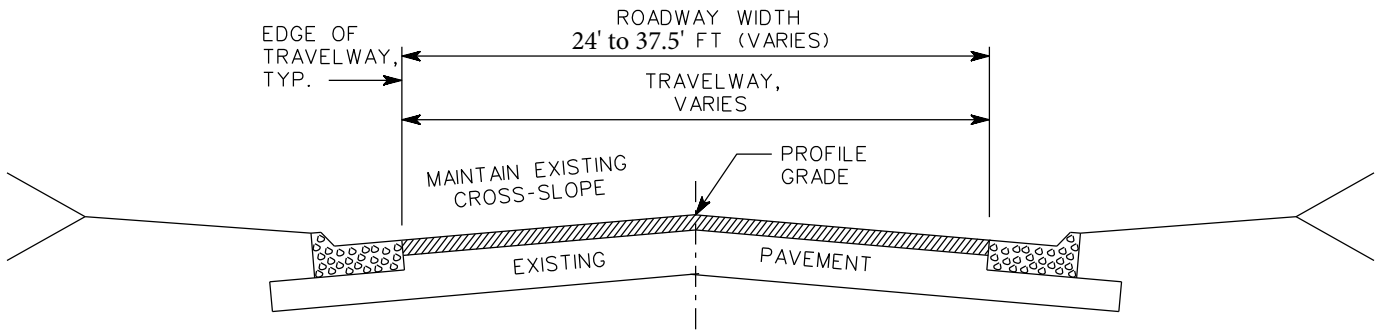 ROADWAY WIDTH
24' to 37.5' FT (VARIES)
EDGE OF
TRAVELWAY,
TYP.
TRAVELWAY,
VARIES
MAINTAIN EXISTING
CROSS-SLOPE
PROFILE
GRADE
EXISTING PAVEMENT